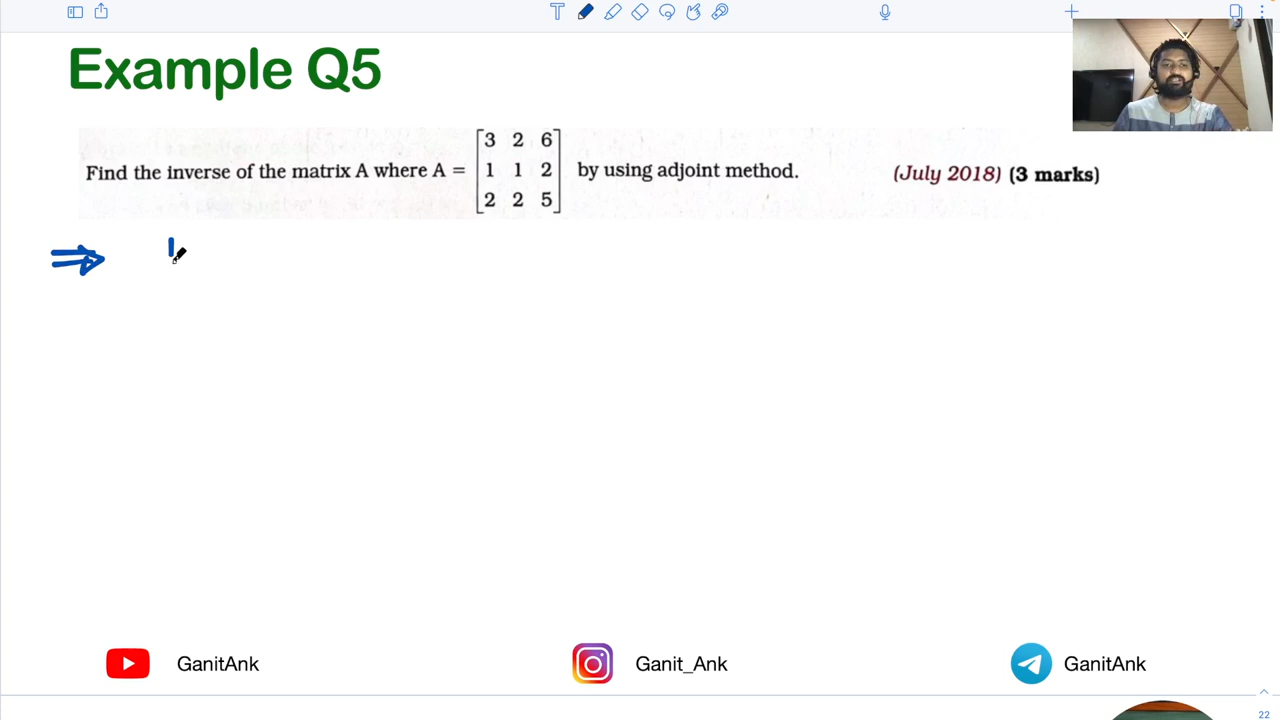 Example Q5
3 2 6
Find the inverse of the matrix A where A = 1 1 2 by using adjoint method. (July 2018) (3 marks)
2 2 5
GanitAnk Ganit_Ank GanitAnk
22